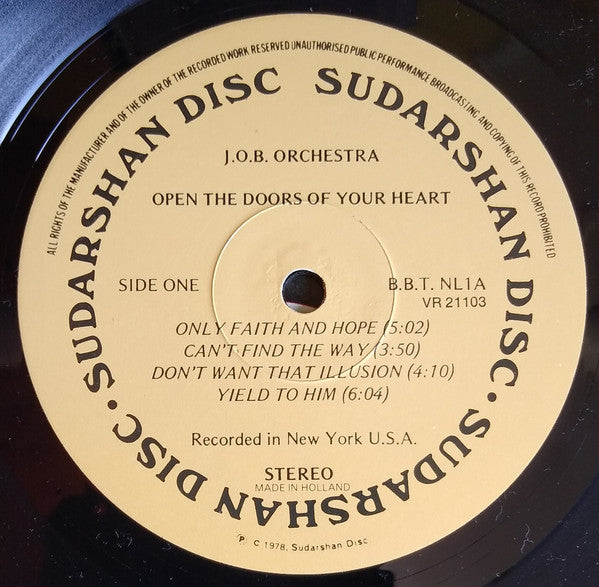 ALL RIGHTS OF THE MANUFACTURER AND OF THE OWNER OF THE RECORDED WORK RESERVED UNAUTHORISED PUBLIC PERFORMANCE BROADCASTING AND COPYING OF THIS RECORD PROHIBITED
SUDARSHAN DISC SUDARSHAN DISC · SUDARSHAN DISC · SUDARSHAN DISC
J.O.B. ORCHESTRA
OPEN THE DOORS OF YOUR HEART
SIDE ONE
B.B.T. NL1A
VR 21103
ONLY FAITH AND HOPE (5:02)
CAN'T FIND THE WAY (3:50)
DON'T WANT THAT ILLUSION (4:10)
YIELD TO HIM (6:04)
Recorded in New York U.S.A.
STEREO
MADE IN HOLLAND
℗ C 1978, Sudarshan Disc